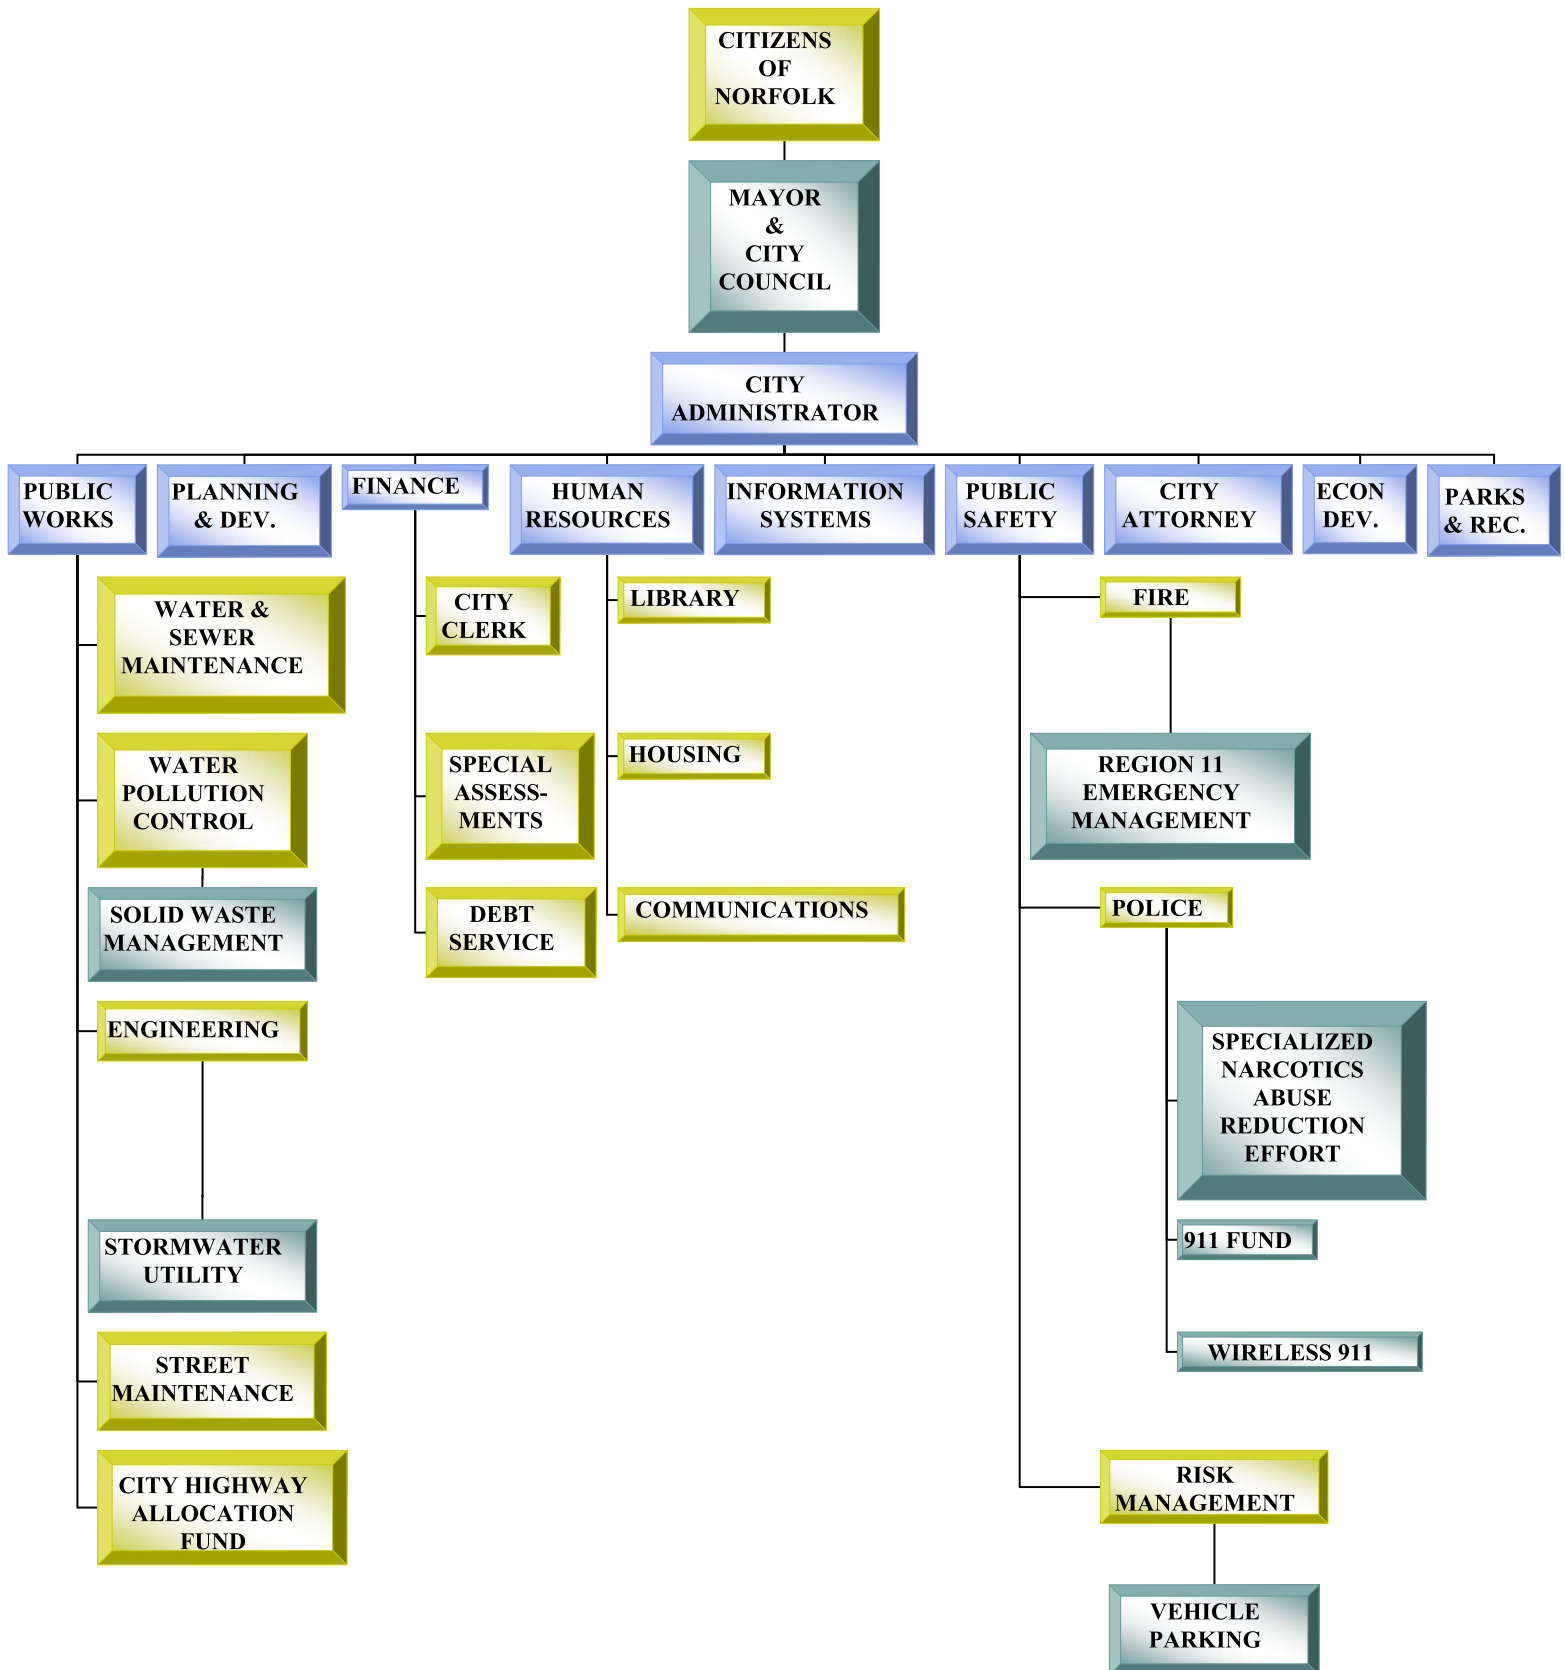 CITIZENS
OF
NORFOLK
MAYOR
&
CITY
COUNCIL
CITY
ADMINISTRATOR
PUBLIC
WORKS
PLANNING
& DEV.
FINANCE
HUMAN
RESOURCES
INFORMATION
SYSTEMS
PUBLIC
SAFETY
CITY
ATTORNEY
ECON
DEV.
PARKS
& REC.
WATER &
SEWER
MAINTENANCE
WATER
POLLUTION
CONTROL
SOLID WASTE
MANAGEMENT
ENGINEERING
STORMWATER
UTILITY
STREET
MAINTENANCE
CITY HIGHWAY
ALLOCATION
FUND
CITY
CLERK
SPECIAL
ASSESS-
MENTS
DEBT
SERVICE
LIBRARY
HOUSING
COMMUNICATIONS
FIRE
REGION 11
EMERGENCY
MANAGEMENT
POLICE
SPECIALIZED
NARCOTICS
ABUSE
REDUCTION
EFFORT
911 FUND
WIRELESS 911
RISK
MANAGEMENT
VEHICLE
PARKING